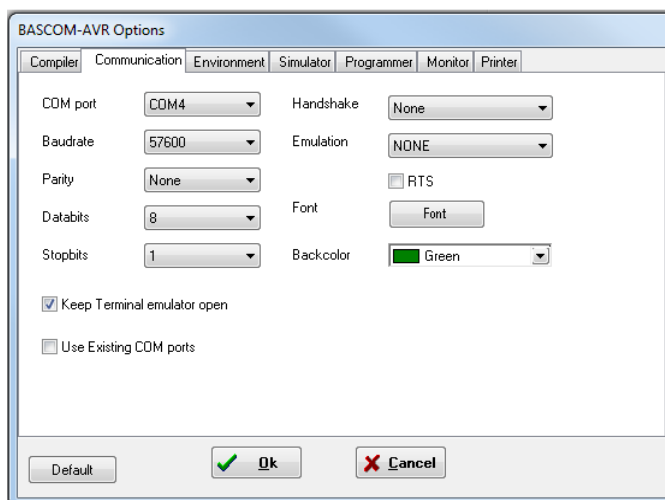 BASCOM-AVR Options
Compiler Communication Environment Simulator Programmer Monitor Printer
COM port COM4 Handshake None
Baudrate 57600 Emulation NONE
Parity None RTS
Databits 8 Font Font
Stopbits 1 Backcolor Green
Keep Terminal emulator open
Use Existing COM ports
Default Ok Cancel